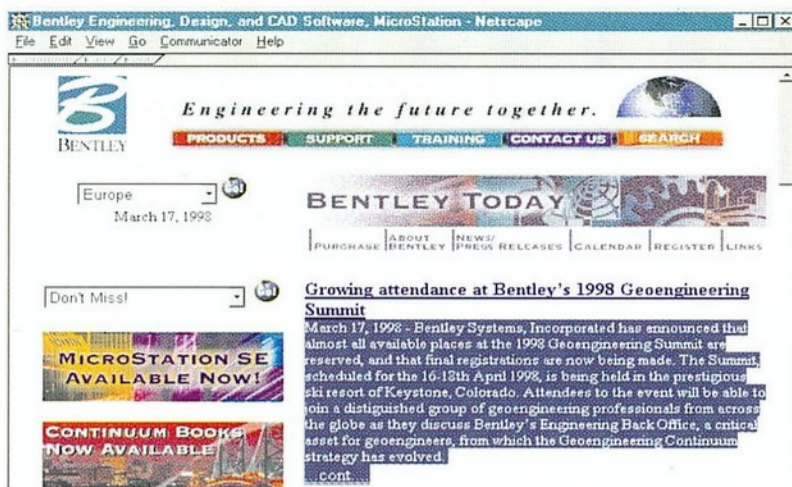 Bentley Engineering, Design, and CAD Software, MicroStation - Netscape
File Edit View Go Communicator Help
B
BENTLEY
Engineering the future together.
PRODUCTS SUPPORT TRAINING CONTACT US SEARCH
Europe
March 17, 1998
BENTLEY TODAY
PURCHASE ABOUT BENTLEY NEWS/ PRESS RELEASES CALENDAR REGISTER LINKS
Don't Miss!
MICROSTATION SE
AVAILABLE NOW!
CONTINUUM BOOKS
NOW AVAILABLE
Growing attendance at Bentley's 1998 Geoengineering
Summit
March 17, 1998 - Bentley Systems, Incorporated has announced that
almost all available places at the 1998 Geoengineering Summit are
reserved, and that final registrations are now being made. The Summit,
scheduled for the 16-18th April 1998, is being held in the prestigious
ski resort of Keystone, Colorado. Attendees to the event will be able to
join a distiguished group of geoengineering professionals from across
the globe as they discuss Bentley's Engineering Back Office, a critical
asset for geoengineers, from which the Geoengineering Continuum
strategy has evolved.
...cont....